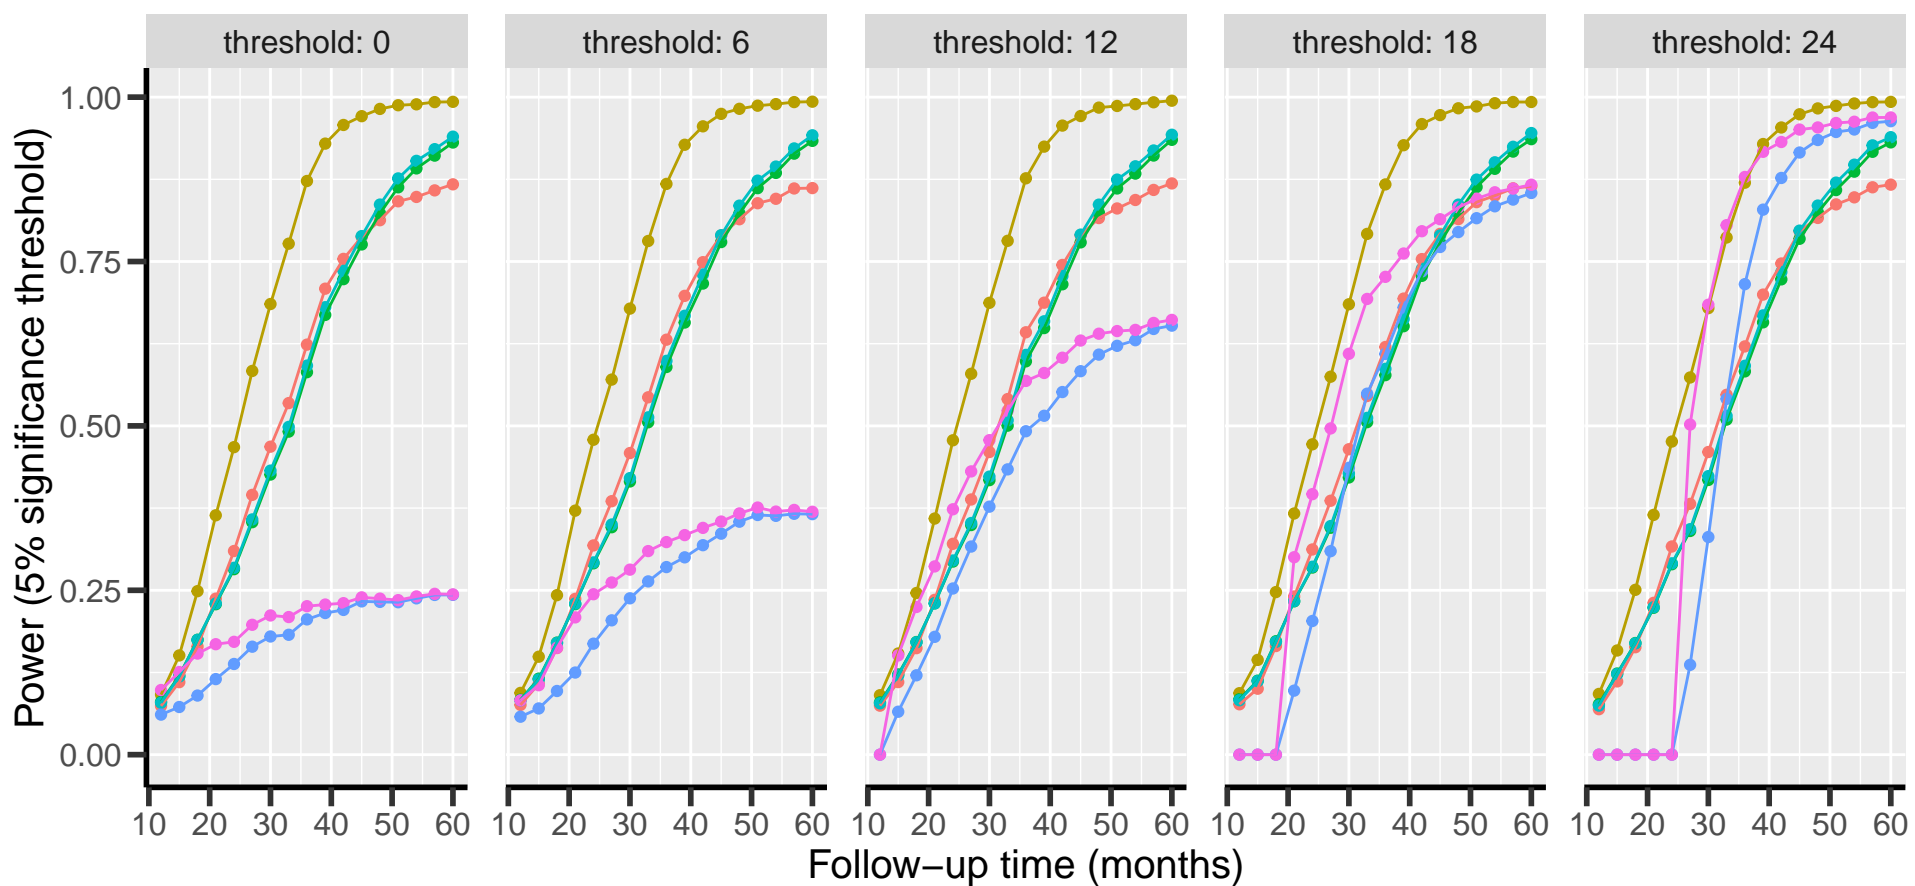 threshold: 0
threshold: 6
threshold: 12
threshold: 18
threshold: 24
Power (5% significance threshold)
1.00
0.75
0.50
0.25
0.00
10 20 30 40 50 60
10 20 30 40 50 60
10 20 30 40 50 60
10 20 30 40 50 60
10 20 30 40 50 60
Follow−up time (months)